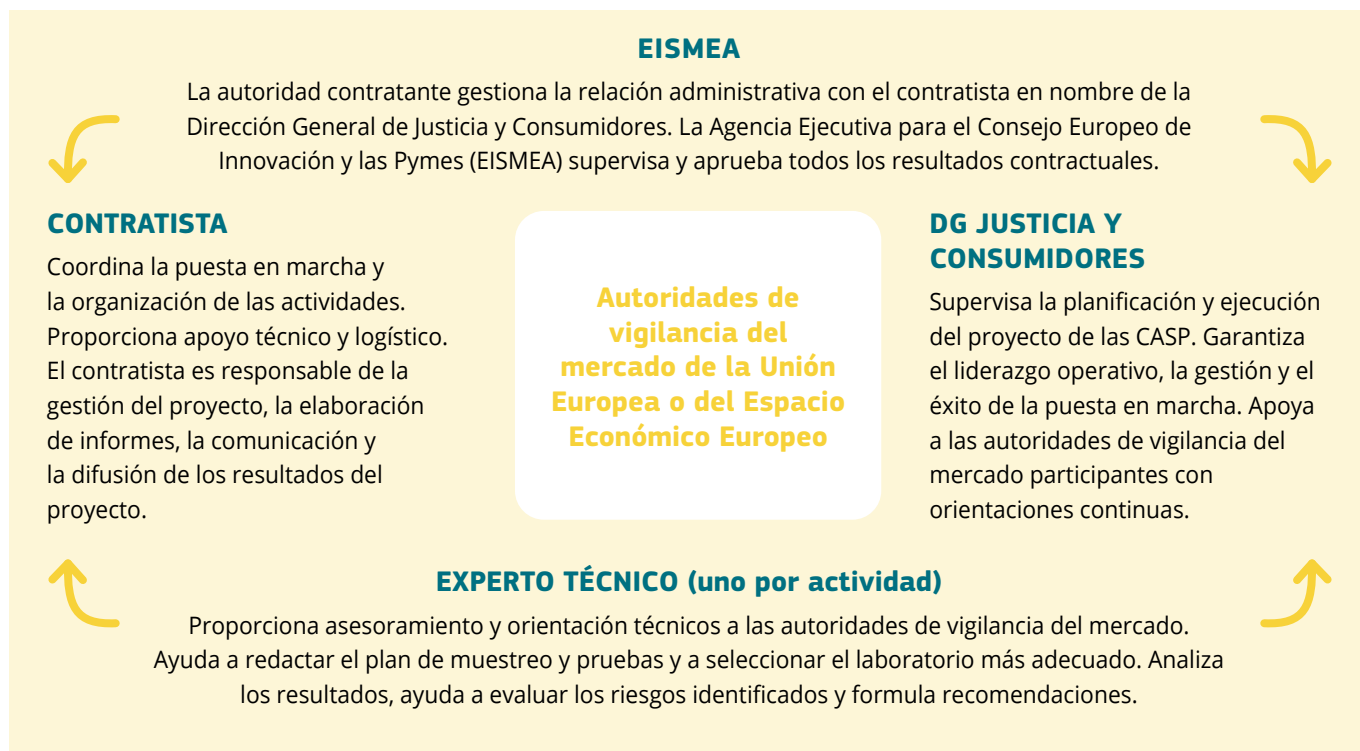 EISMEA
La autoridad contratante gestiona la relación administrativa con el contratista en nombre de la
Dirección General de Justicia y Consumidores. La Agencia Ejecutiva para el Consejo Europeo de
Innovación y las Pymes (EISMEA) supervisa y aprueba todos los resultados contractuales.
CONTRATISTA
Coordina la puesta en marcha y
la organización de las actividades.
Proporciona apoyo técnico y logístico.
El contratista es responsable de la
gestión del proyecto, la elaboración
de informes, la comunicación y
la difusión de los resultados del
proyecto.
Autoridades de
vigilancia del
mercado de la Unión
Europea o del Espacio
Económico Europeo
DG JUSTICIA Y
CONSUMIDORES
Supervisa la planificación y ejecución
del proyecto de las CASP. Garantiza
el liderazgo operativo, la gestión y el
éxito de la puesta en marcha. Apoya
a las autoridades de vigilancia del
mercado participantes con
orientaciones continuas.
EXPERTO TÉCNICO (uno por actividad)
Proporciona asesoramiento y orientación técnicos a las autoridades de vigilancia del mercado.
Ayuda a redactar el plan de muestreo y pruebas y a seleccionar el laboratorio más adecuado. Analiza
los resultados, ayuda a evaluar los riesgos identificados y formula recomendaciones.